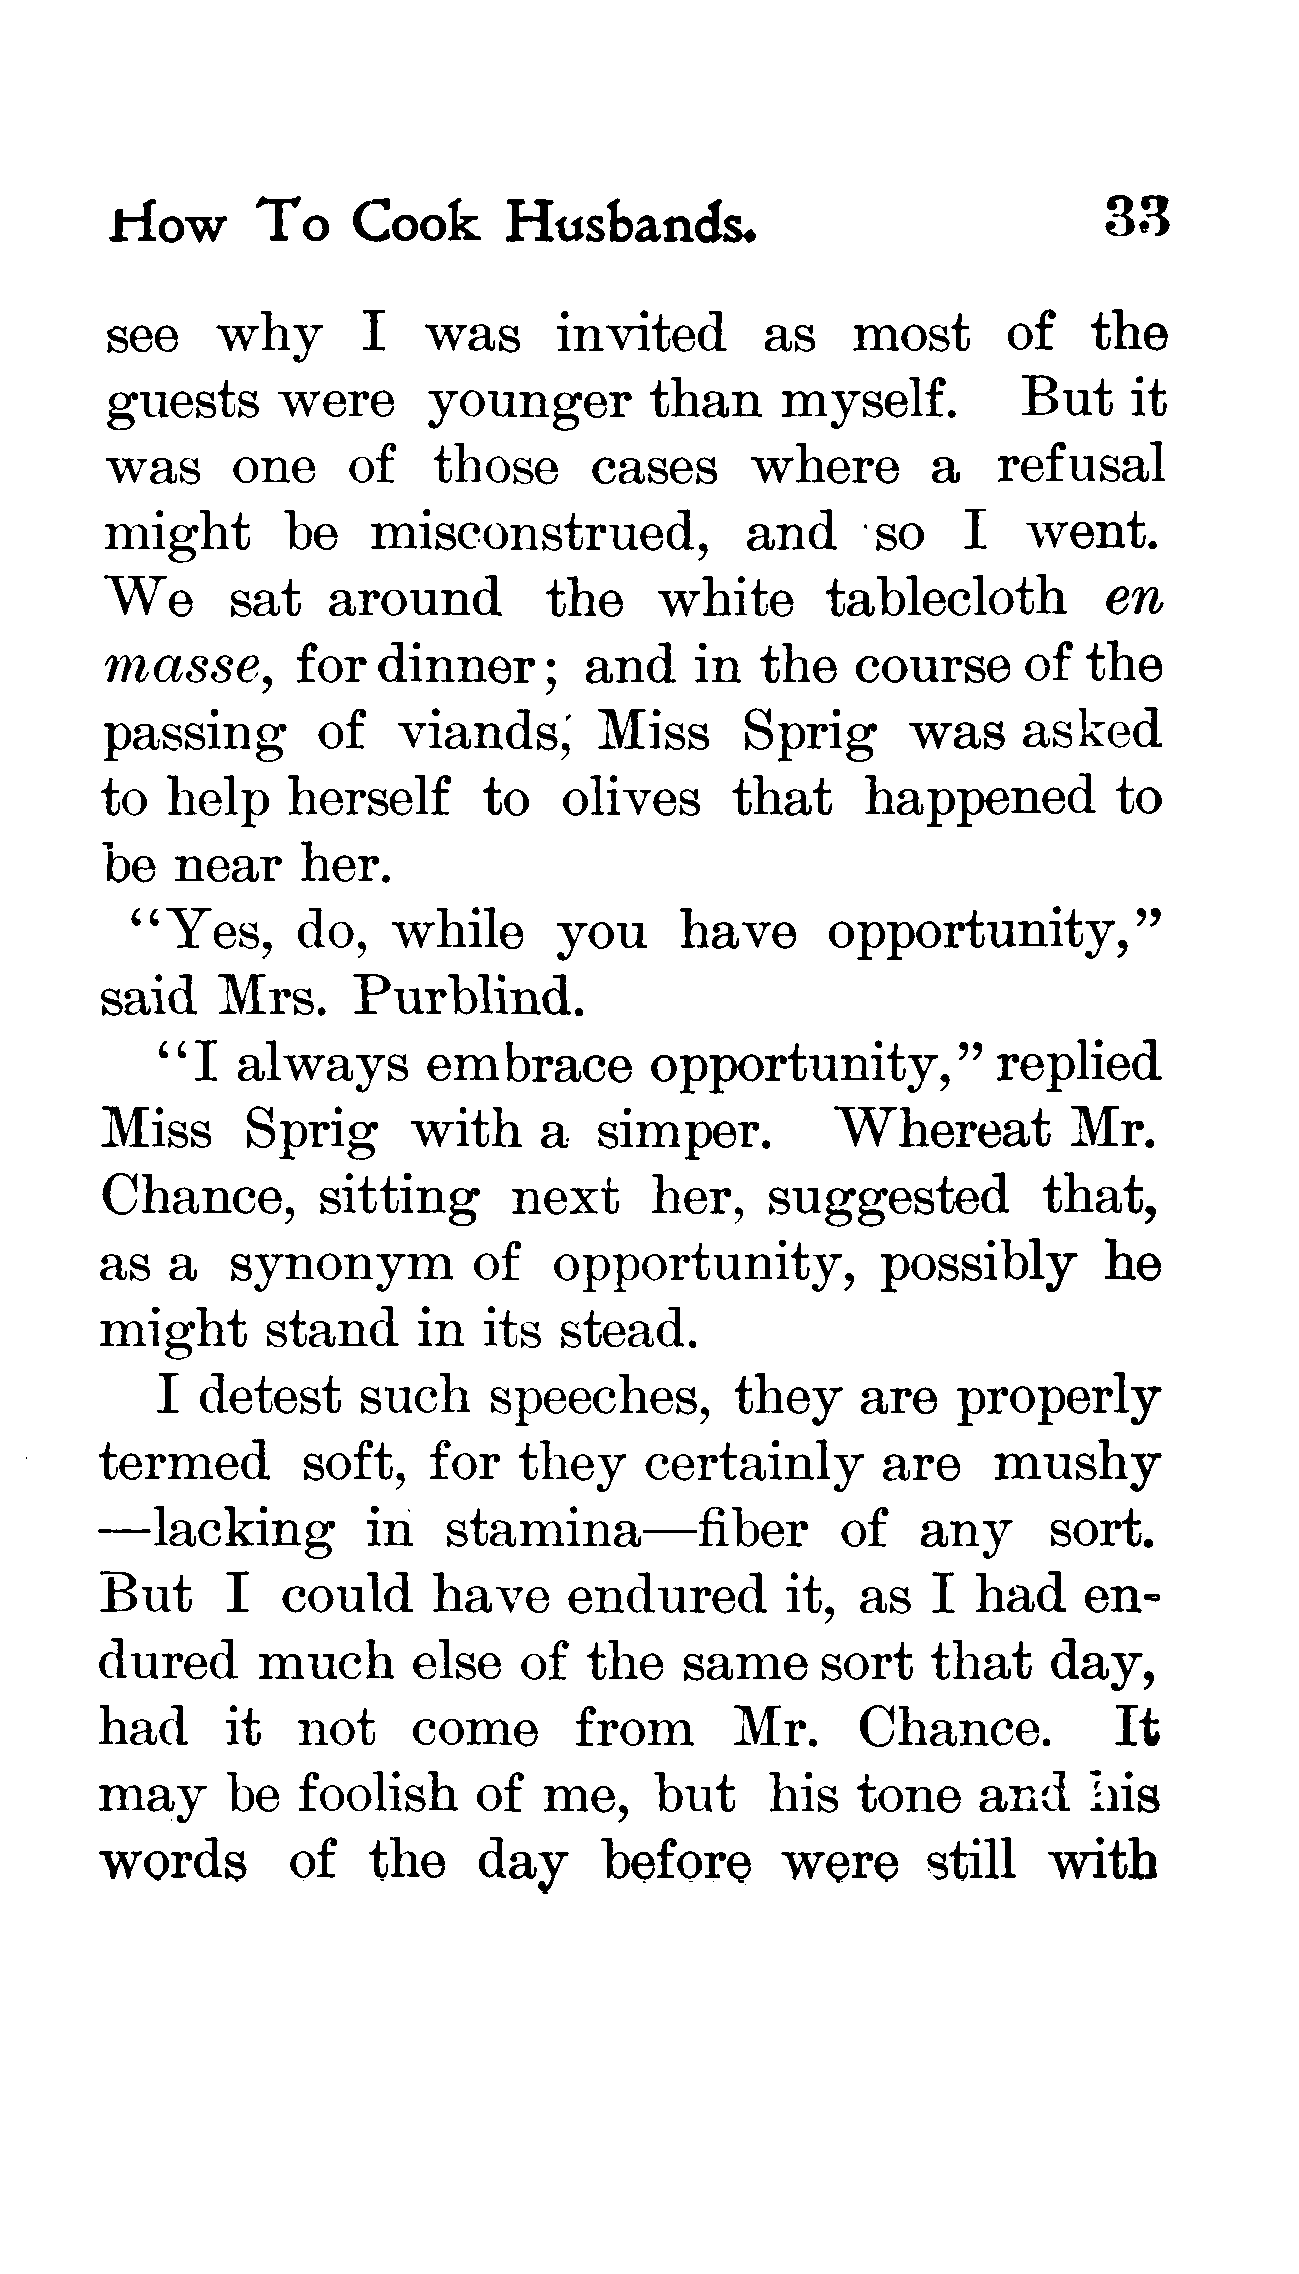 How To Cook Husbands. 33
see why I was invited as most of the
guests were younger than myself. But it
was one of those cases where a refusal
might be misconstrued, and so I went.
We sat around the white tablecloth en
masse, for dinner; and in the course of the
passing of viands, Miss Sprig was asked
to help herself to olives that happened to
be near her.
"Yes, do, while you have opportunity,"
said Mrs. Purblind.
"I always embrace opportunity," replied
Miss Sprig with a simper. Whereat Mr.
Chance, sitting next her, suggested that,
as a synonym of opportunity, possibly he
might stand in its stead.
I detest such speeches, they are properly
termed soft, for they certainly are mushy
—lacking in stamina—fiber of any sort.
But I could have endured it, as I had en-
dured much else of the same sort that day,
had it not come from Mr. Chance. It
may be foolish of me, but his tone and his
words of the day before were still with